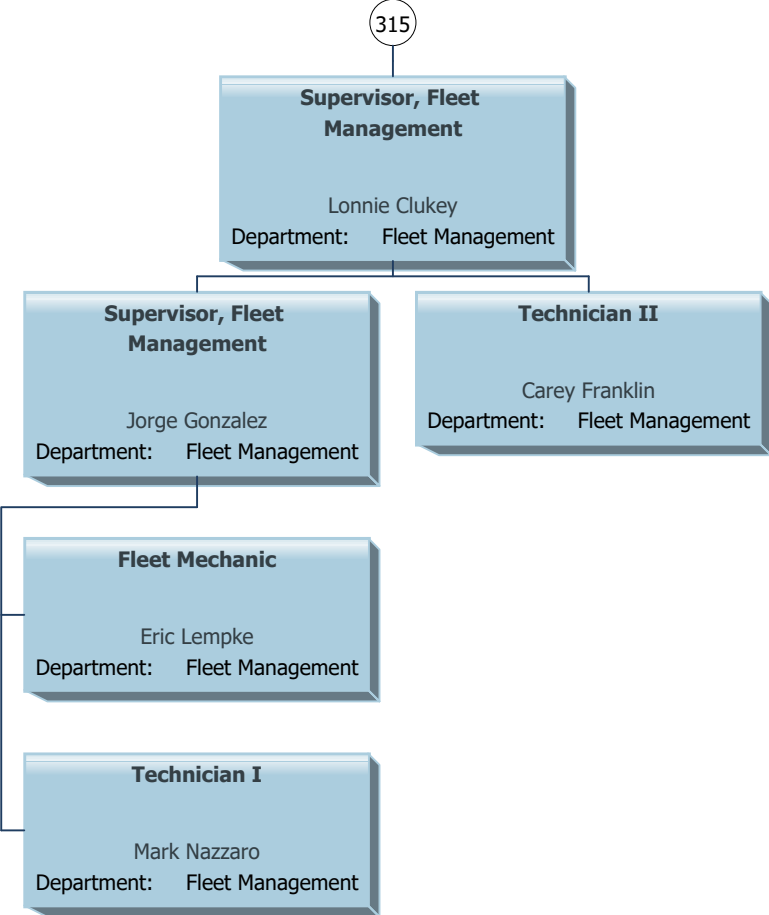 315
Supervisor, Fleet
Management
Lonnie Clukey
Department: Fleet Management
Supervisor, Fleet
Management
Jorge Gonzalez
Department: Fleet Management
Technician II
Carey Franklin
Department: Fleet Management
Fleet Mechanic
Eric Lempke
Department: Fleet Management
Technician I
Mark Nazzaro
Department: Fleet Management